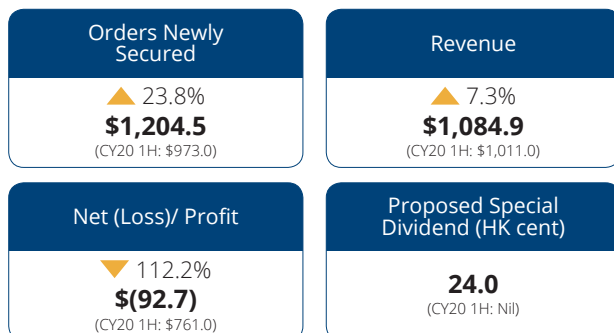 Orders Newly
Secured
23.8%
$1,204.5
(CY20 1H: $973.0)
Revenue
7.3%
$1,084.9
(CY20 1H: $1,011.0)
Net (Loss)/ Profit
112.2%
$(92.7)
(CY20 1H: $761.0)
Proposed Special
Dividend (HK cent)
24.0
(CY20 1H: Nil)